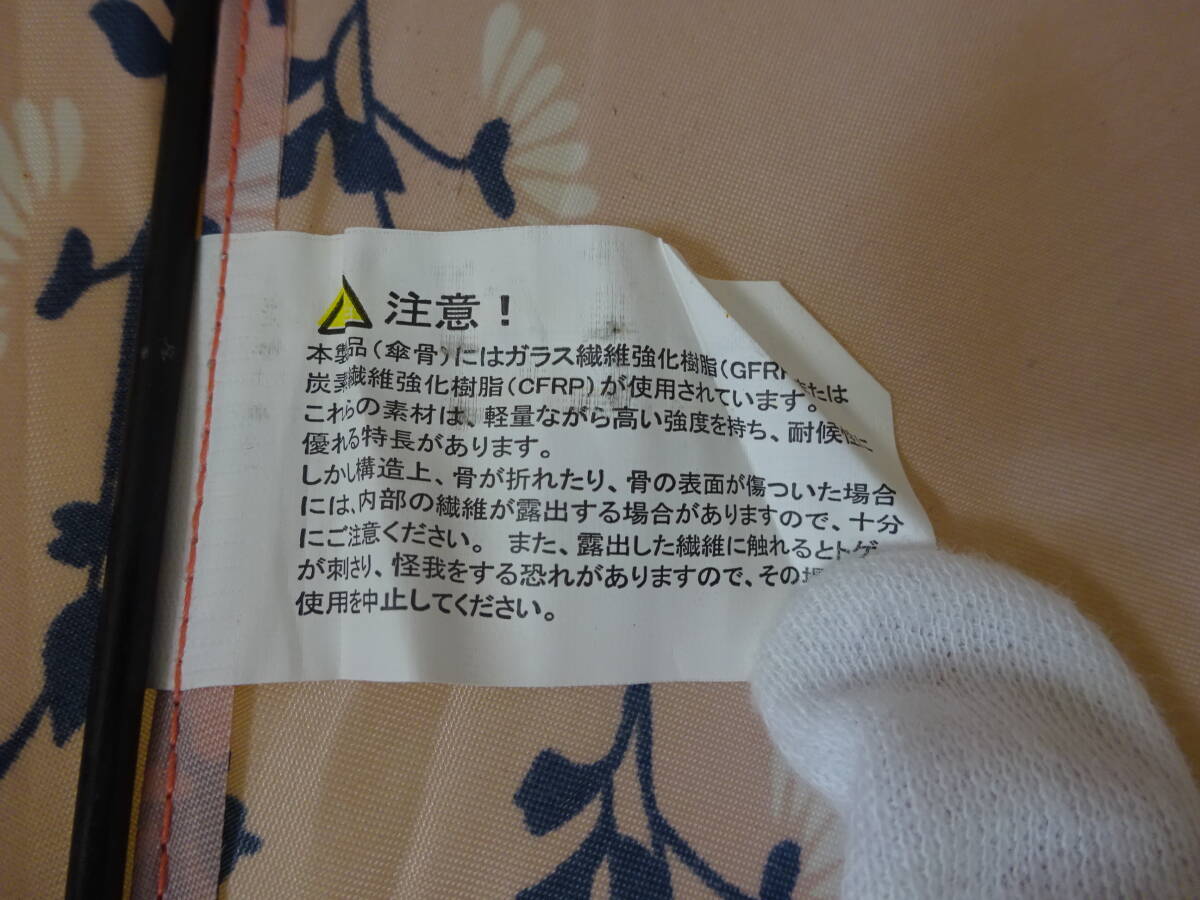 注意！
本製品（傘骨）にはガラス繊維強化樹脂（GFRPまたは
炭素繊維強化樹脂（CFRP）が使用されています。
これらの素材は、軽量ながら高い強度を持ち、耐候性に
優れる特長があります。
しかし構造上、骨が折れたり、骨の表面が傷ついた場合
には、内部の繊維が露出する場合がありますので、十分
にご注意ください。 また、露出した繊維に触れるとトゲ
が刺さり、怪我をする恐れがありますので、その
使用を中止してください。